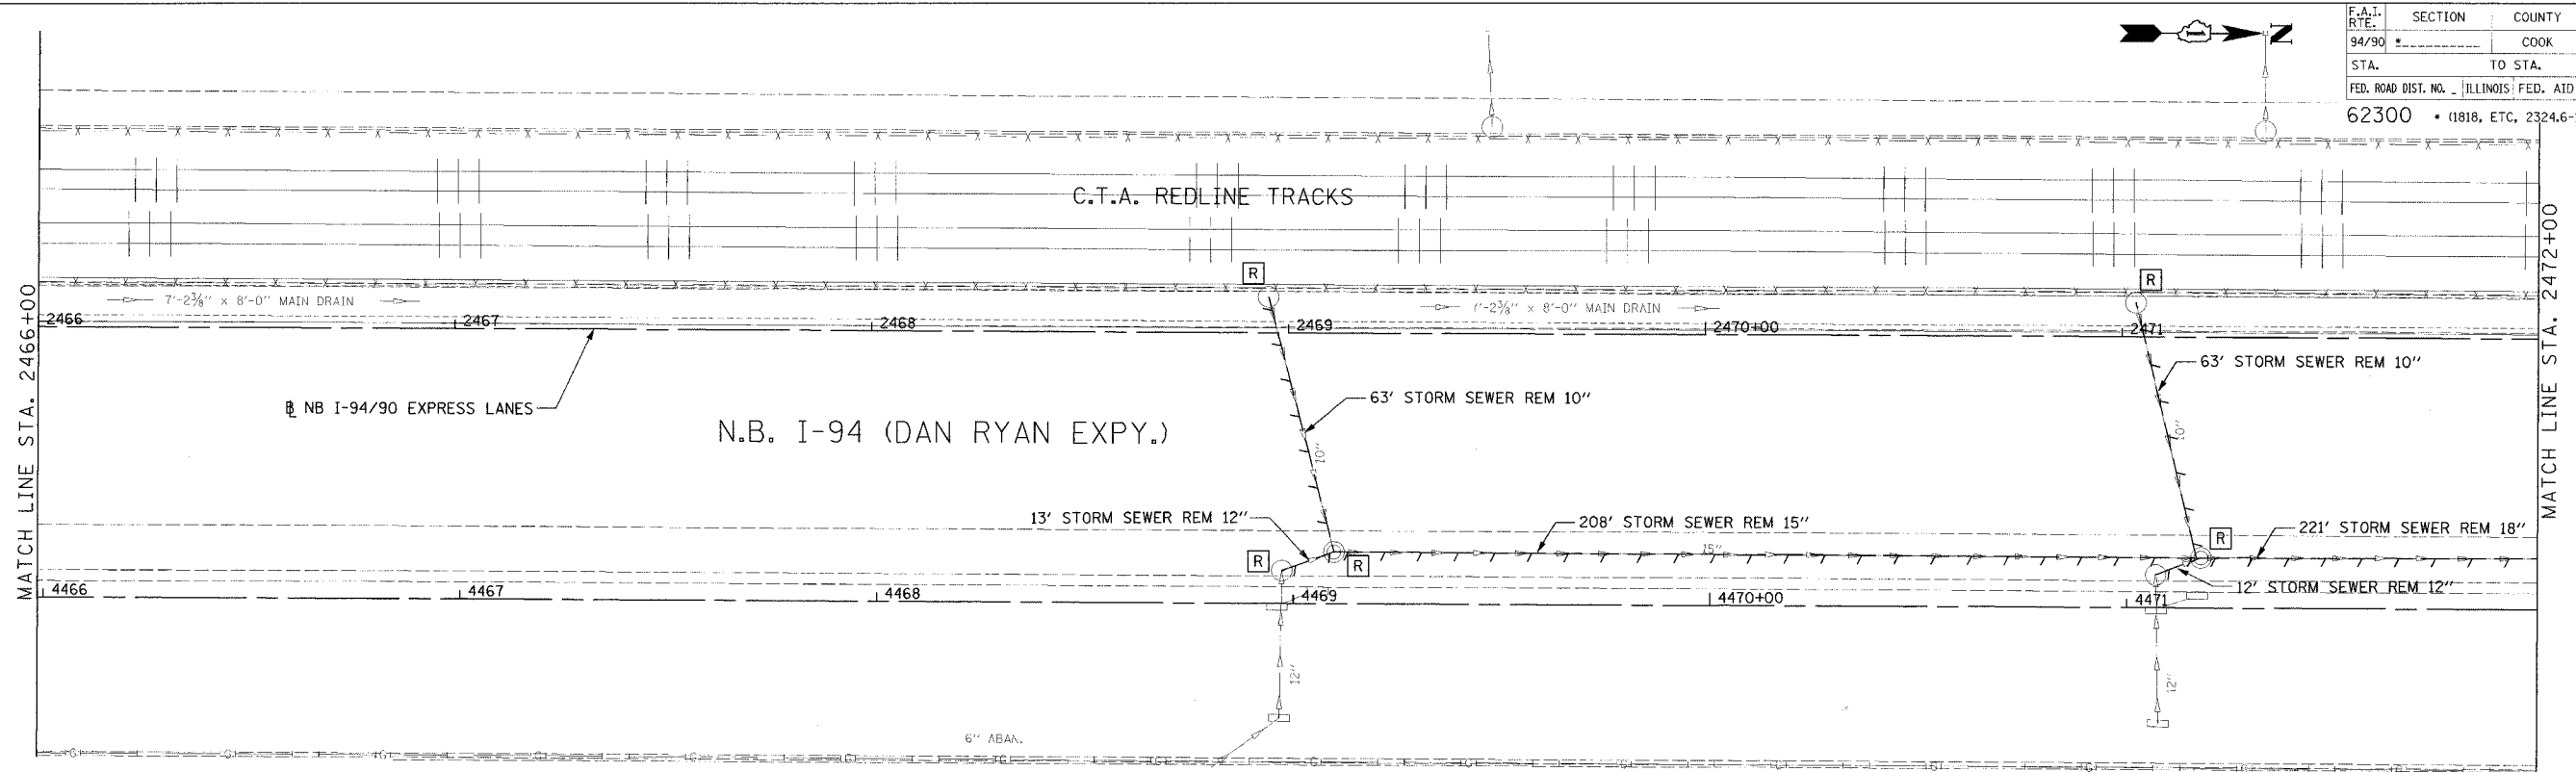 F.A.I. RTE. SECTION COUNTY
94/90 * COOK
STA. TO STA.
FED. ROAD DIST. NO. - ILLINOIS FED. AID
62300 * (1818, ETC, 2324.6-
N
C.T.A. REDLINE TRACKS
MATCH LINE STA. 2466+00
MATCH LINE STA. 2472+00
R
R
7'-2⅜" x 8'-0" MAIN DRAIN
7'-2⅜" x 8'-0" MAIN DRAIN
2466 2467 2468 2469 2470+00 2471
63' STORM SEWER REM 10"
63' STORM SEWER REM 10"
℄ NB I-94/90 EXPRESS LANES
N.B. I-94 (DAN RYAN EXPY.)
10"
10"
13' STORM SEWER REM 12"
208' STORM SEWER REM 15"
221' STORM SEWER REM 18"
R
R
R
15"
12' STORM SEWER REM 12"
4466 4467 4468 4469 4470+00 4471
12"
12"
6" ABAN.
G G G G G G G G G G G G G G G